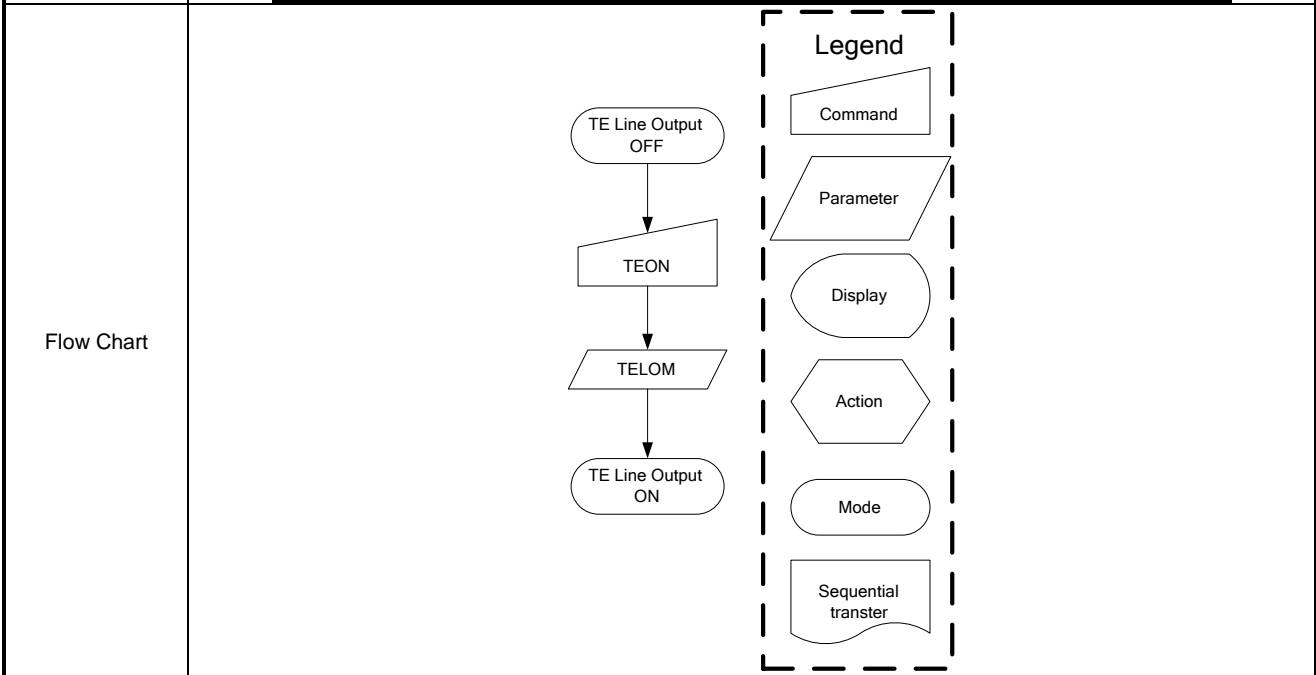 Flow Chart
TE Line Output
OFF
TEON
TELOM
TE Line Output
ON
Legend
Command
Parameter
Display
Action
Mode
Sequential
transter